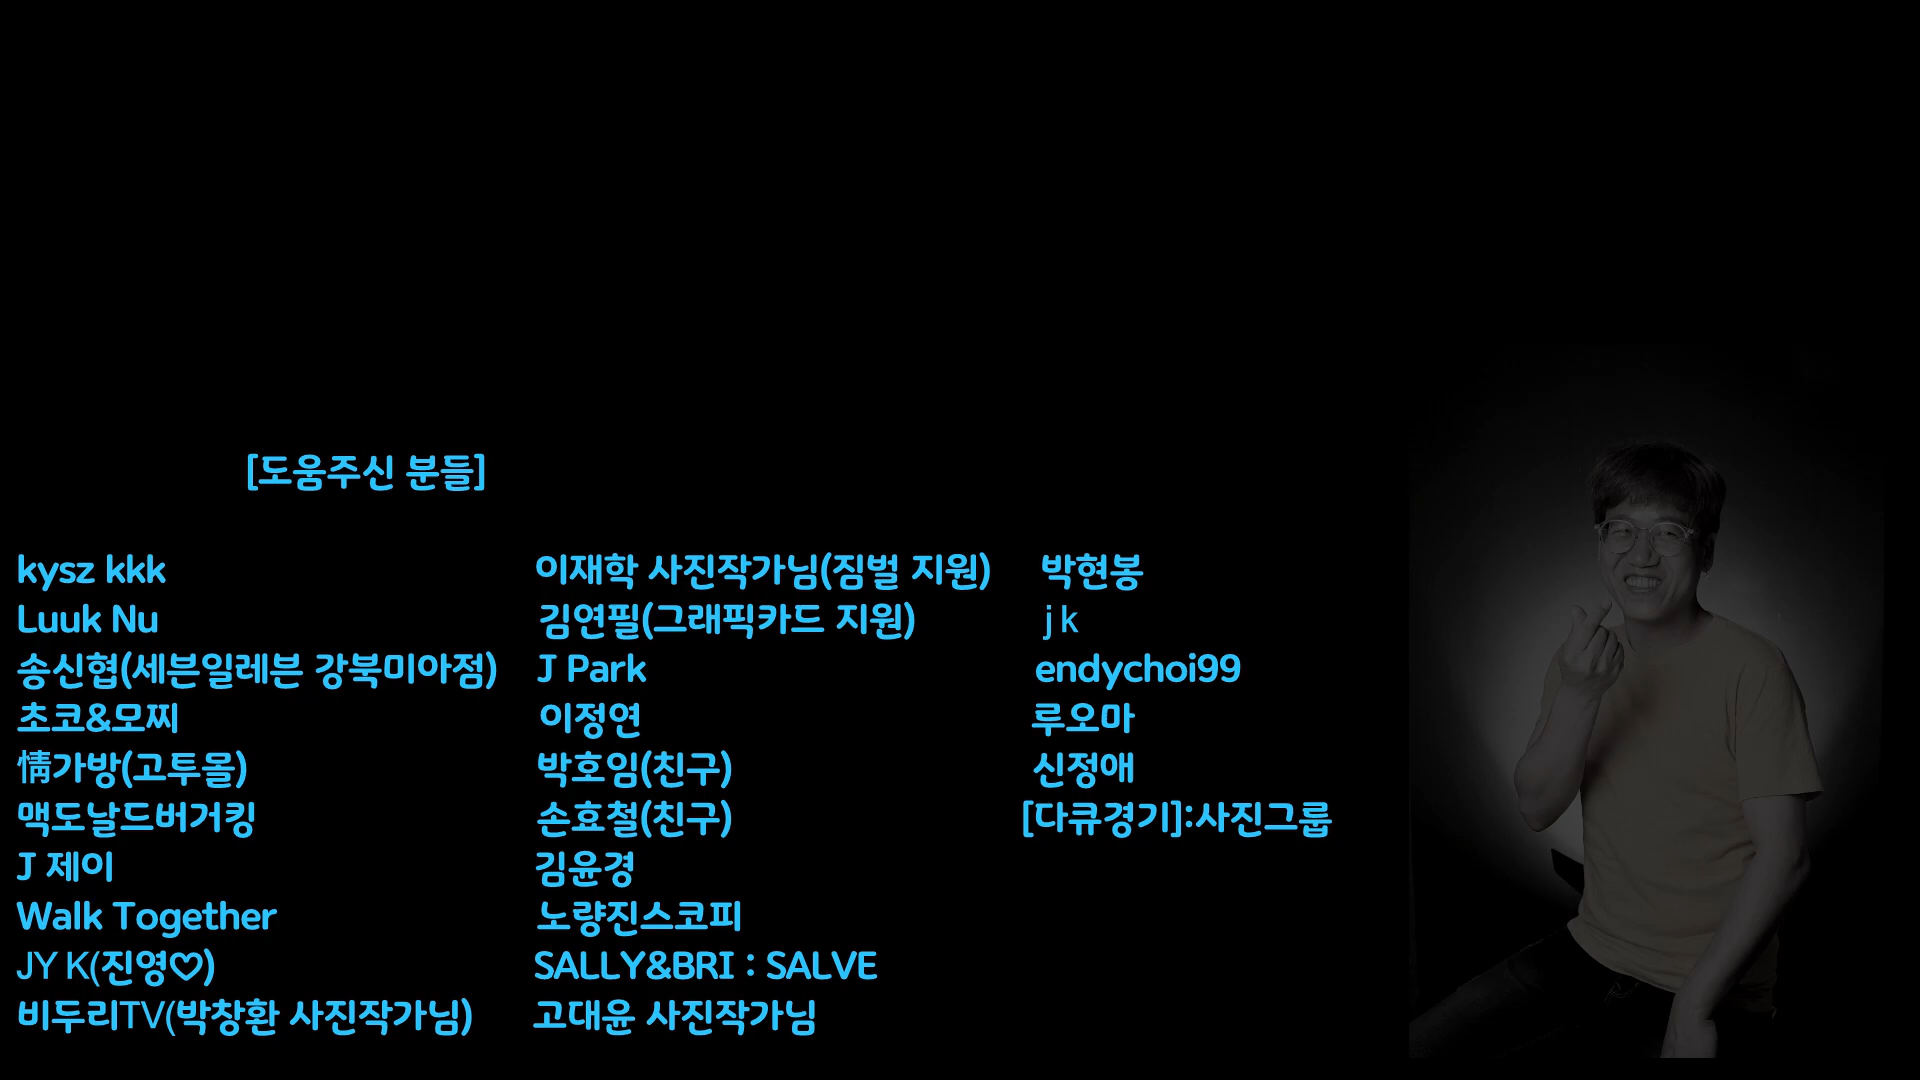 [도움주신 분들]
kysz kkk
Luuk Nu
송신협(세븐일레븐 강북미아점)
초코&모찌
情가방(고투몰)
맥도날드버거킹
J 제이
Walk Together
JY K(진영♡)
비두리TV(박창환 사진작가님)
이재학 사진작가님(짐벌 지원)
김연필(그래픽카드 지원)
J Park
이정연
박호임(친구)
손효철(친구)
김윤경
노량진스코피
SALLY&BRI : SALVE
고대윤 사진작가님
박현봉
j k
endychoi99
루오마
신정애
[다큐경기]:사진그룹